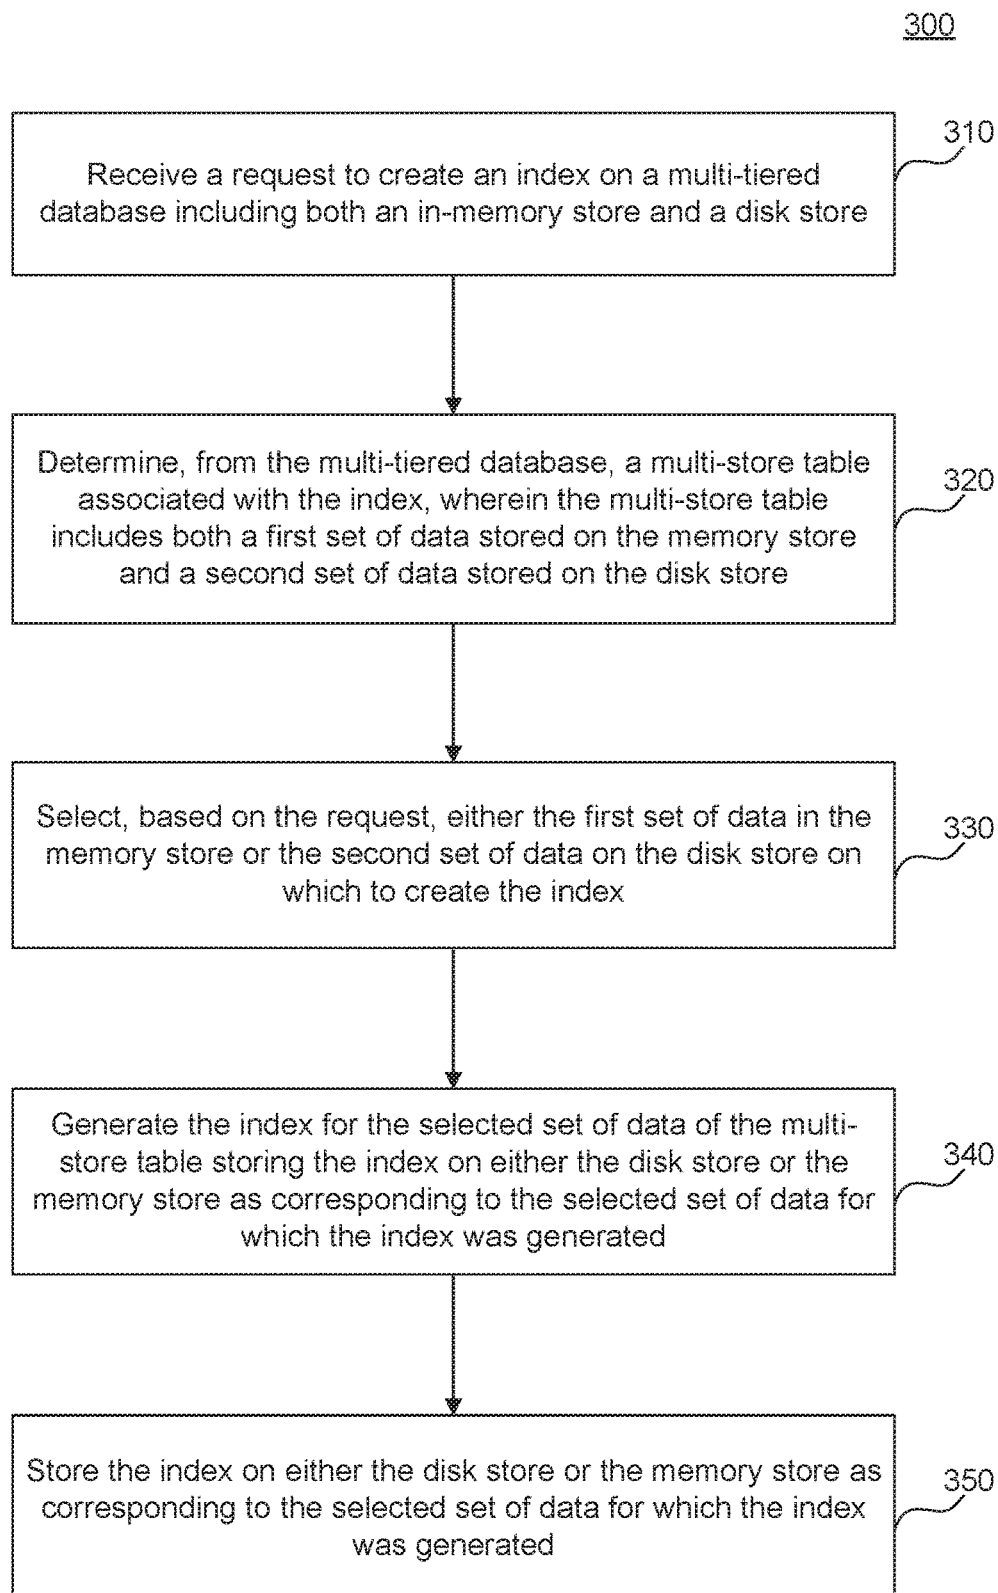 300
310
Receive a request to create an index on a multi-tiered
database including both an in-memory store and a disk store
320
Determine, from the multi-tiered database, a multi-store table
associated with the index, wherein the multi-store table
includes both a first set of data stored on the memory store
and a second set of data stored on the disk store
330
Select, based on the request, either the first set of data in the
memory store or the second set of data on the disk store on
which to create the index
340
Generate the index for the selected set of data of the multi-
store table storing the index on either the disk store or the
memory store as corresponding to the selected set of data for
which the index was generated
350
Store the index on either the disk store or the memory store as
corresponding to the selected set of data for which the index
was generated